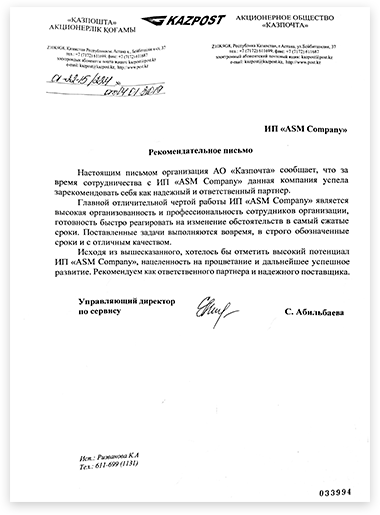 «ҚАЗПОШТА»
АКЦИОНЕРЛІК ҚОҒАМЫ
KAZPOST
АКЦИОНЕРНОЕ ОБЩЕСТВО
«КАЗПОЧТА»
ИП «ASM Company»
Рекомендательное письмо
Настоящим письмом организация АО «Казпочта» сообщает, что за
время сотрудничества с ИП «ASM Company» данная компания успела
зарекомендовать себя как надежный и ответственный партнер.
Главной отличительной чертой работы ИП «ASM Company» является
высокая организованность и профессиональность сотрудников организации,
готовность быстро реагировать на изменение обстоятельств в самый сжатые
сроки. Поставленные задачи выполняются вовремя, в строго обозначенные
сроки и с отличным качеством.
Исходя из вышесказанного, хотелось бы отметить высокий потенциал
ИП «ASM Company», нацеленность на процветание и дальнейшее успешное
развитие. Рекомендуем как ответственного партнера и надежного поставщика.
Управляющий директор
по сервису
С. Абильбаева
Исп.: Ризванова К.А
Тел.: 611-699 (1131)
033994